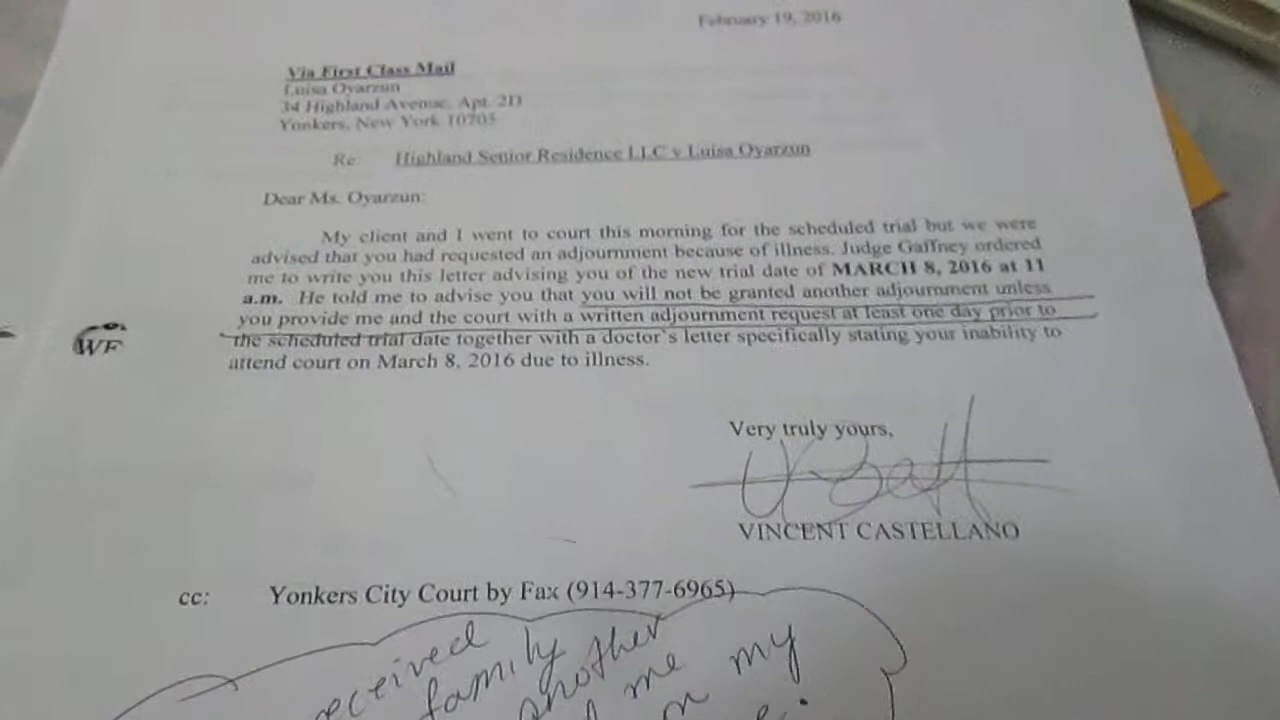 February 19, 2016
Via First Class Mail
Luisa Oyarzun
34 Highland Avenue, Apt. 2D
Yonkers, New York 10705
Re: Highland Senior Residence LLC v Luisa Oyarzun
Dear Ms. Oyarzun:
My client and I went to court this morning for the scheduled trial but we were
advised that you had requested an adjournment because of illness. Judge Gaffney ordered
me to write you this letter advising you of the new trial date of MARCH 8, 2016 at 11
a.m. He told me to advise you that you will not be granted another adjournment unless
you provide me and the court with a written adjournment request at least one day prior to
the scheduled trial date together with a doctor's letter specifically stating your inability to
attend court on March 8, 2016 due to illness.
WF
Very truly yours,
VINCENT CASTELLANO
cc: Yonkers City Court by Fax (914-377-6965)
received
family
another
me my
on